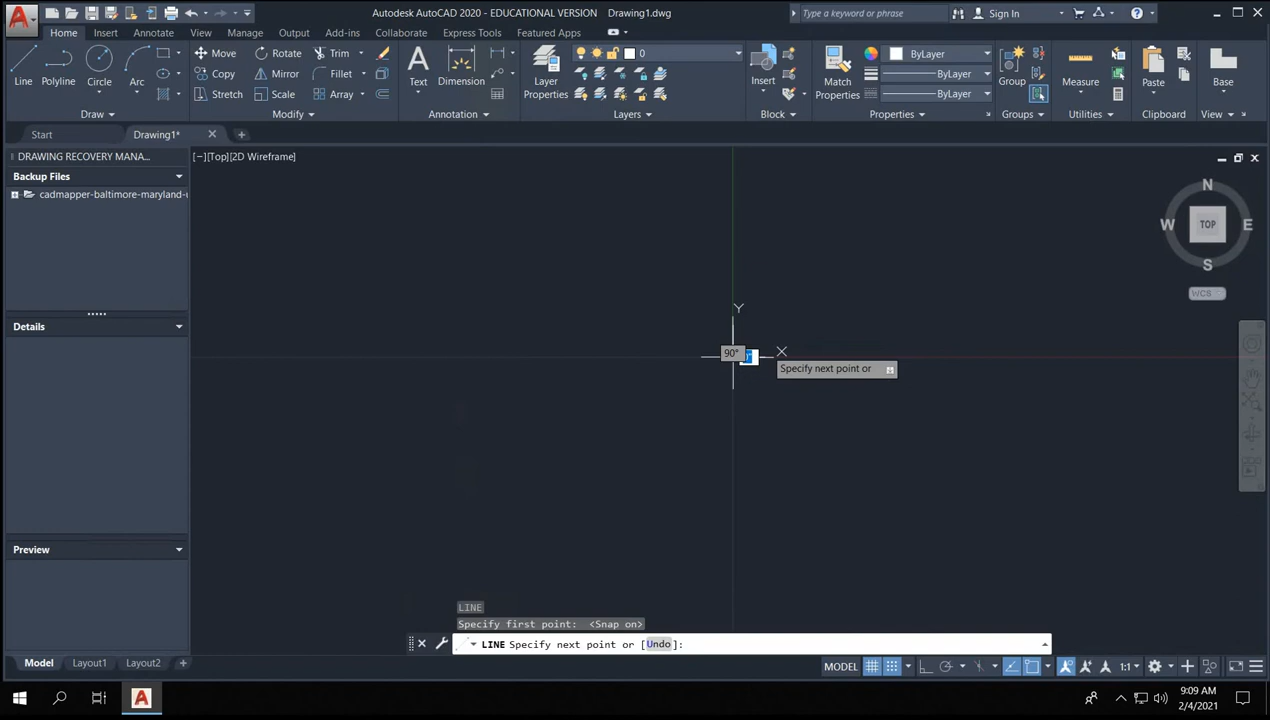 Autodesk AutoCAD 2020 - EDUCATIONAL VERSION Drawing1.dwg
Type a keyword or phrase
Sign In
Home Insert Annotate View Manage Output Add-ins Collaborate Express Tools Featured Apps
Line Polyline Circle Arc
Move Rotate Trim
Copy Mirror Fillet
Stretch Scale Array
Text Dimension
Layer Properties
0
Insert
Match Properties
ByLayer
ByLayer
ByLayer
Group
Measure
Paste
Base
Draw Modify Annotation Layers Block Properties Groups Utilities Clipboard View
Start Drawing1*
DRAWING RECOVERY MANA...
Backup Files
cadmapper-baltimore-maryland-u
Details
Preview
[−][Top][2D Wireframe]
N
W TOP E
S
WCS
Y
90°
X
Specify next point or
LINE
Specify first point: <Snap on>
LINE Specify next point or [Undo]:
Model Layout1 Layout2
MODEL 1:1
9:09 AM
2/4/2021